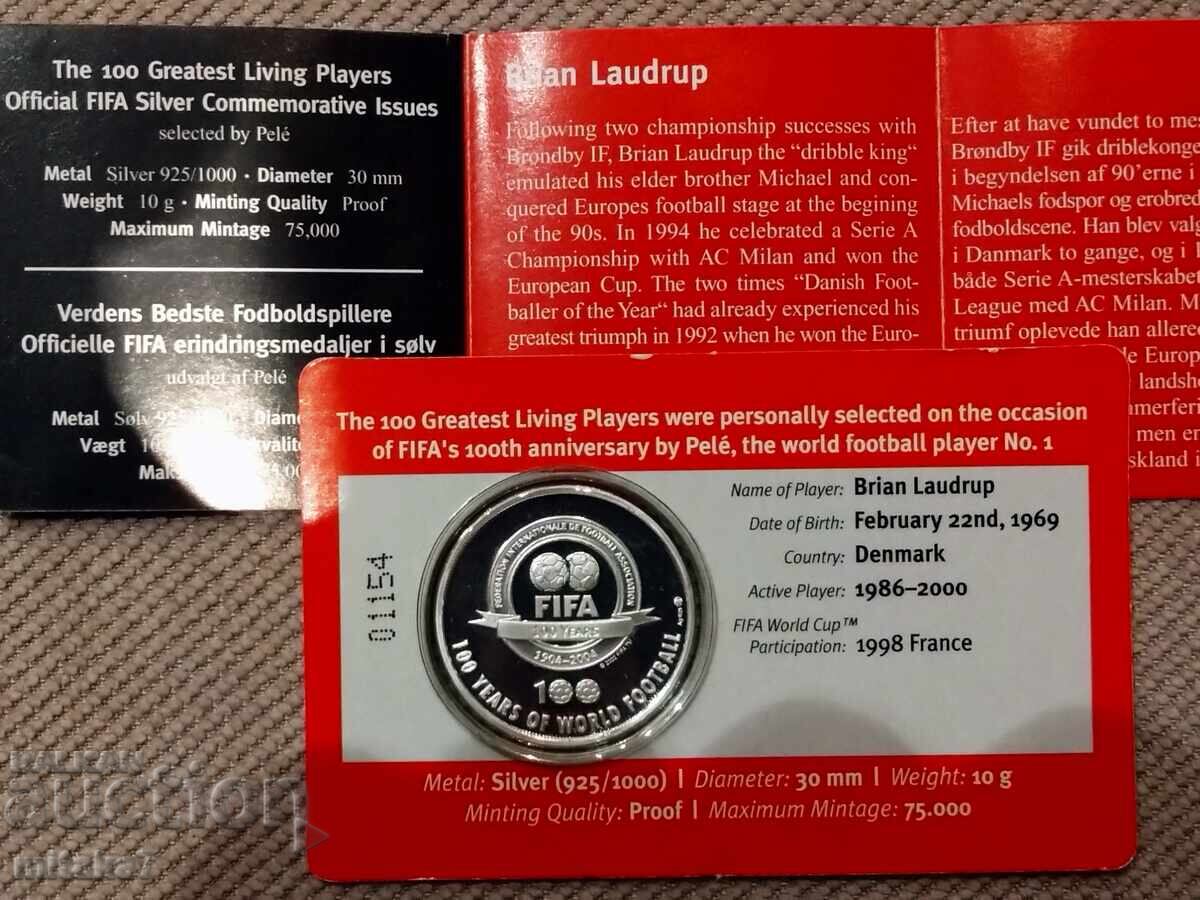 The 100 Greatest Living Players
Official FIFA Silver Commemorative Issues
selected by Pelé
Metal Silver 925/1000 · Diameter 30 mm
Weight 10 g · Minting Quality Proof
Maximum Mintage 75,000
Verdens Bedste Fodboldspillere
Officielle FIFA erindringsmedaljer i sølv
udvalgt af Pelé
Metal Sølv
Vægt
Brian Laudrup
Following two championship successes with
Brøndby IF, Brian Laudrup the “dribble king“
emulated his elder brother Michael and con-
quered Europes football stage at the begining
of the 90s. In 1994 he celebrated a Serie A
Championship with AC Milan and won the
European Cup. The two times “Danish Foot-
baller of the Year“ had already experienced his
greatest triumph in 1992 when he won the Euro-
Efter at have vundet to
Brøndby IF gik
i begyndelsen af 90’erne i
Michaels fodspor og
fodboldscene. Han blev
i Danmark to gange, og i
både Serie A-mesterskabet
League med AC Milan.
triumf oplevede han
men
i
The 100 Greatest Living Players were personally selected on the occasion
of FIFA's 100th anniversary by Pelé, the world football player No. 1
01154
Name of Player: Brian Laudrup
Date of Birth: February 22nd, 1969
Country: Denmark
Active Player: 1986–2000
FIFA World Cup™
Participation: 1998 France
FEDERATION INTERNATIONALE DE FOOTBALL ASSOCIATION
FIFA
100 YEARS
1904–2004
100
100 YEARS OF WORLD FOOTBALL
Metal: Silver (925/1000) | Diameter: 30 mm | Weight: 10 g
Minting Quality: Proof | Maximum Mintage: 75.000
BALKAN
auction
mitaka7